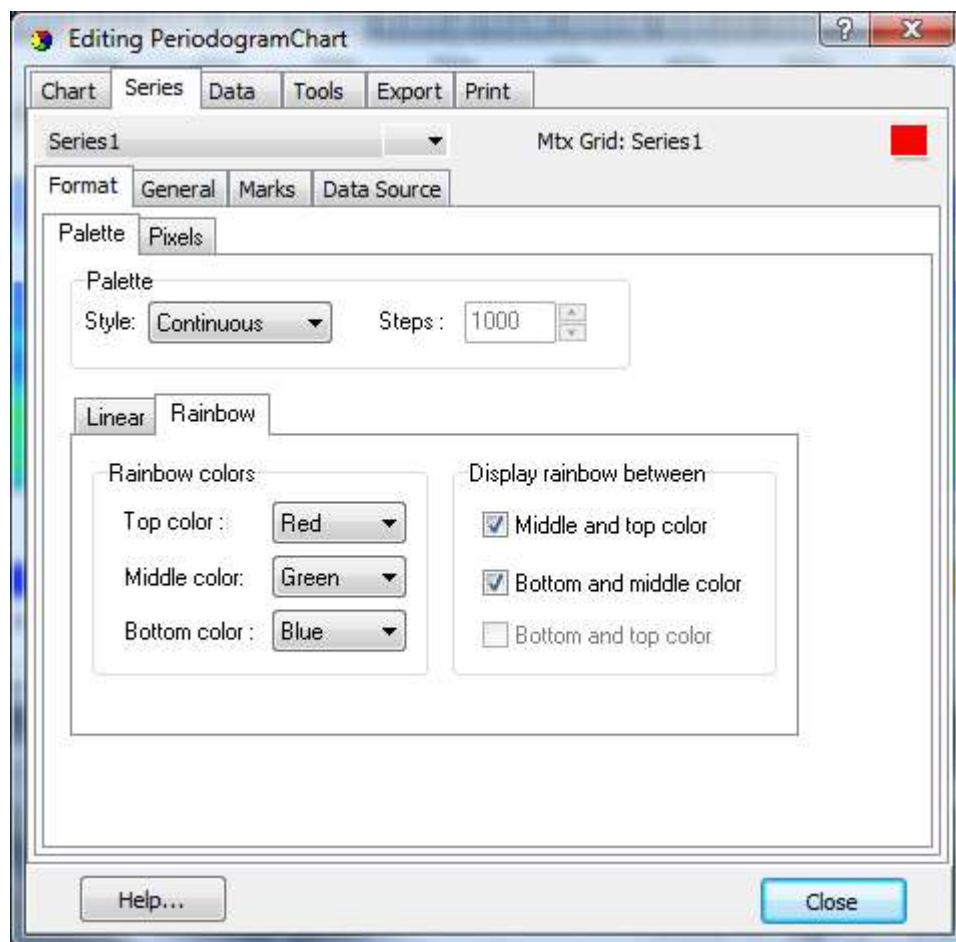 Editing PeriodogramChart
?
X
Chart Series Data Tools Export Print
Series1 Mtx Grid: Series1
Format General Marks Data Source
Palette Pixels
Palette
Style: Continuous Steps : 1000
Linear Rainbow
Rainbow colors Display rainbow between
Top color : Red Middle and top color
Middle color: Green Bottom and middle color
Bottom color : Blue Bottom and top color
Help... Close